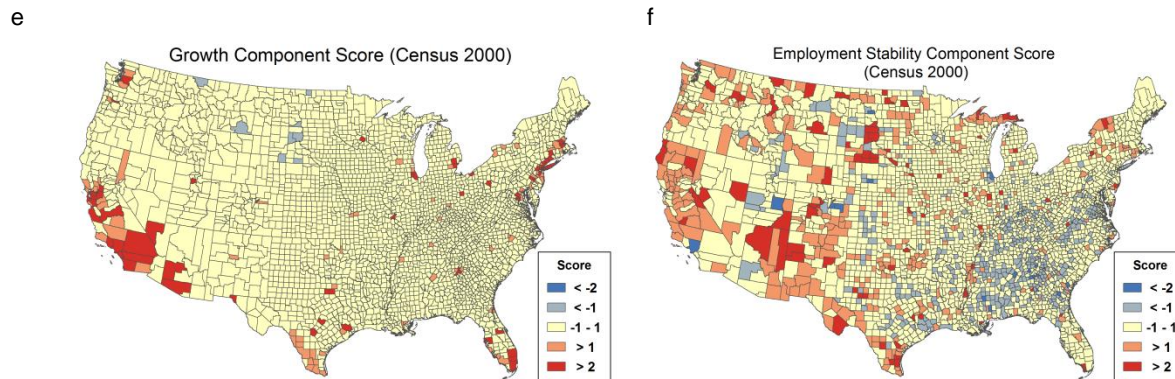 e
f
Growth Component Score (Census 2000)
Employment Stability Component Score
(Census 2000)
Score
< -2
< -1
-1 - 1
> 1
> 2
Score
< -2
< -1
-1 - 1
> 1
> 2